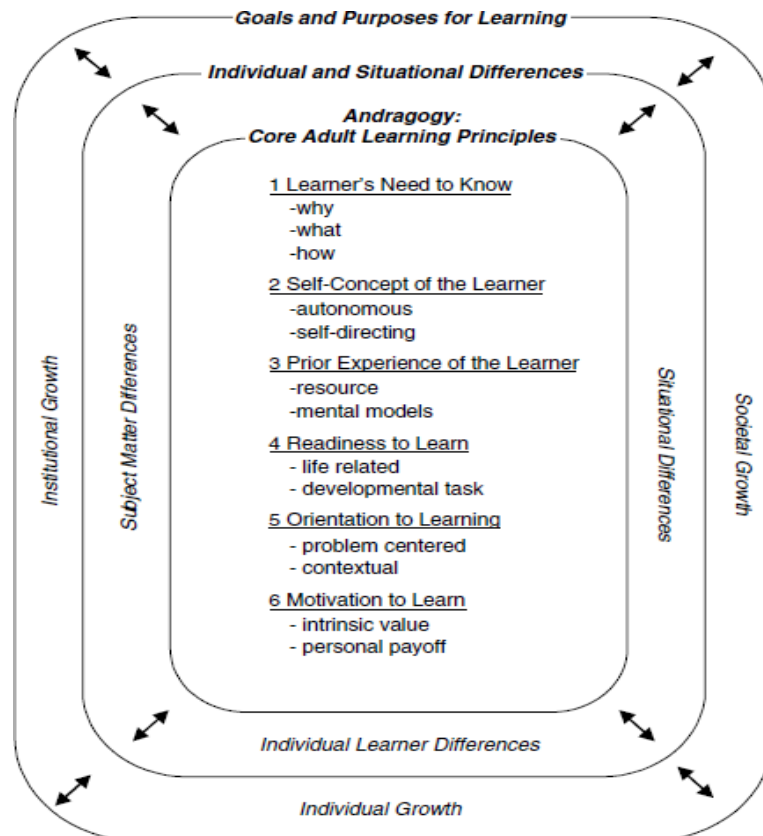 Goals and Purposes for Learning
Individual and Situational Differences
Andragogy:
Core Adult Learning Principles
1 Learner's Need to Know
-why
-what
-how
2 Self-Concept of the Learner
-autonomous
-self-directing
3 Prior Experience of the Learner
-resource
-mental models
4 Readiness to Learn
- life related
- developmental task
5 Orientation to Learning
- problem centered
- contextual
6 Motivation to Learn
- intrinsic value
- personal payoff
Institutional Growth
Subject Matter Differences
Situational Differences
Societal Growth
Individual Learner Differences
Individual Growth